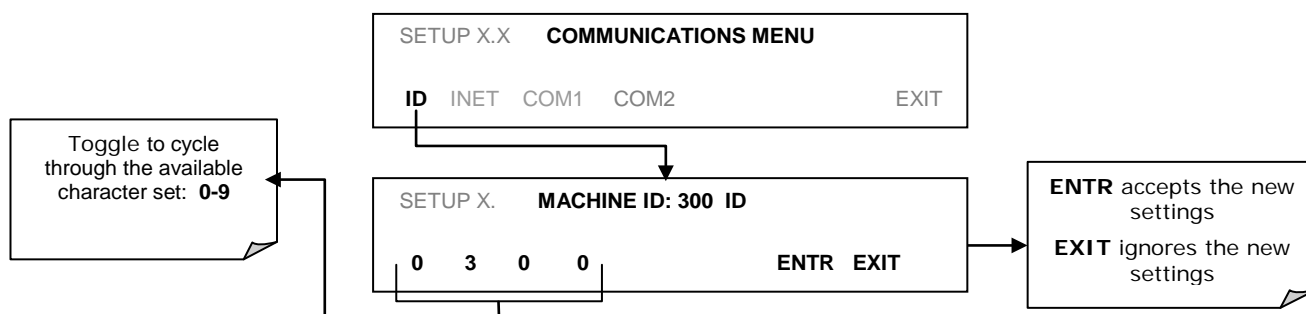 SETUP X.X COMMUNICATIONS MENU
ID INET COM1 COM2 EXIT
Toggle to cycle
through the available
character set: 0-9
SETUP X. MACHINE ID: 300 ID
0 3 0 0 ENTR EXIT
ENTR accepts the new
settings
EXIT ignores the new
settings